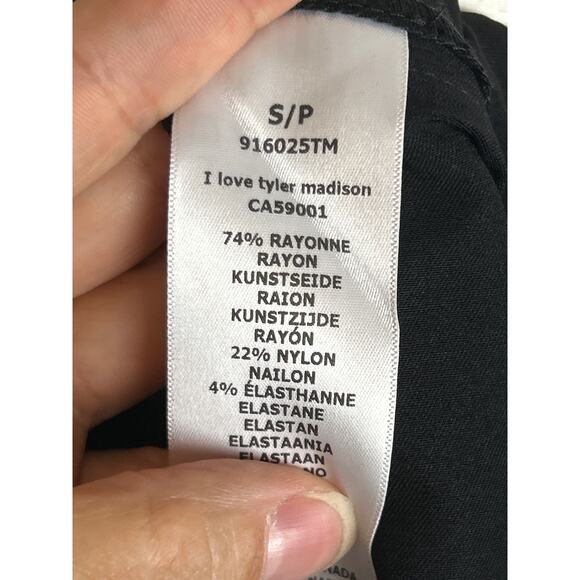 S/P
916025TM
I love tyler madison
CA59001
74% RAYONNE
RAYON
KUNSTSEIDE
RAION
KUNSTZIJDE
RAYÓN
22% NYLON
NAILON
4% ÉLASTHANNE
ELASTANE
ELASTAN
ELASTAANIA
ELASTAAN